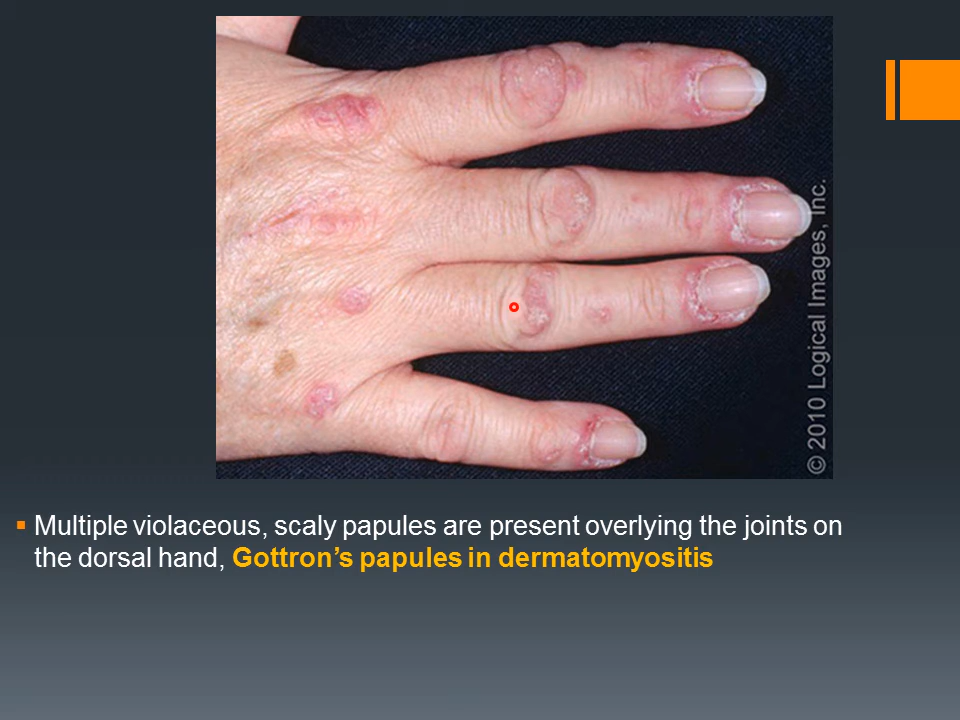 © 2010 Logical Images, Inc.
Multiple violaceous, scaly papules are present overlying the joints on
the dorsal hand, Gottron’s papules in dermatomyositis